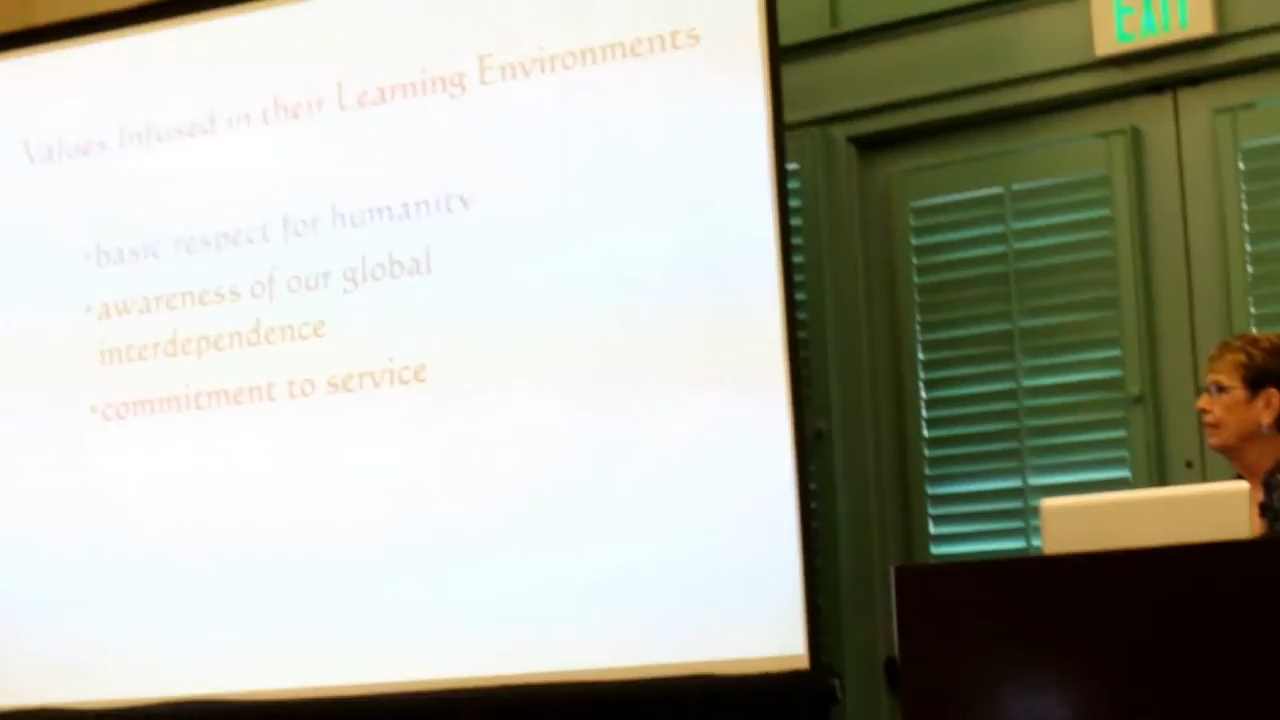 Values Infused in their Learning Environments
•basic respect for humanity
•awareness of our global
interdependence
•commitment to service
EXIT